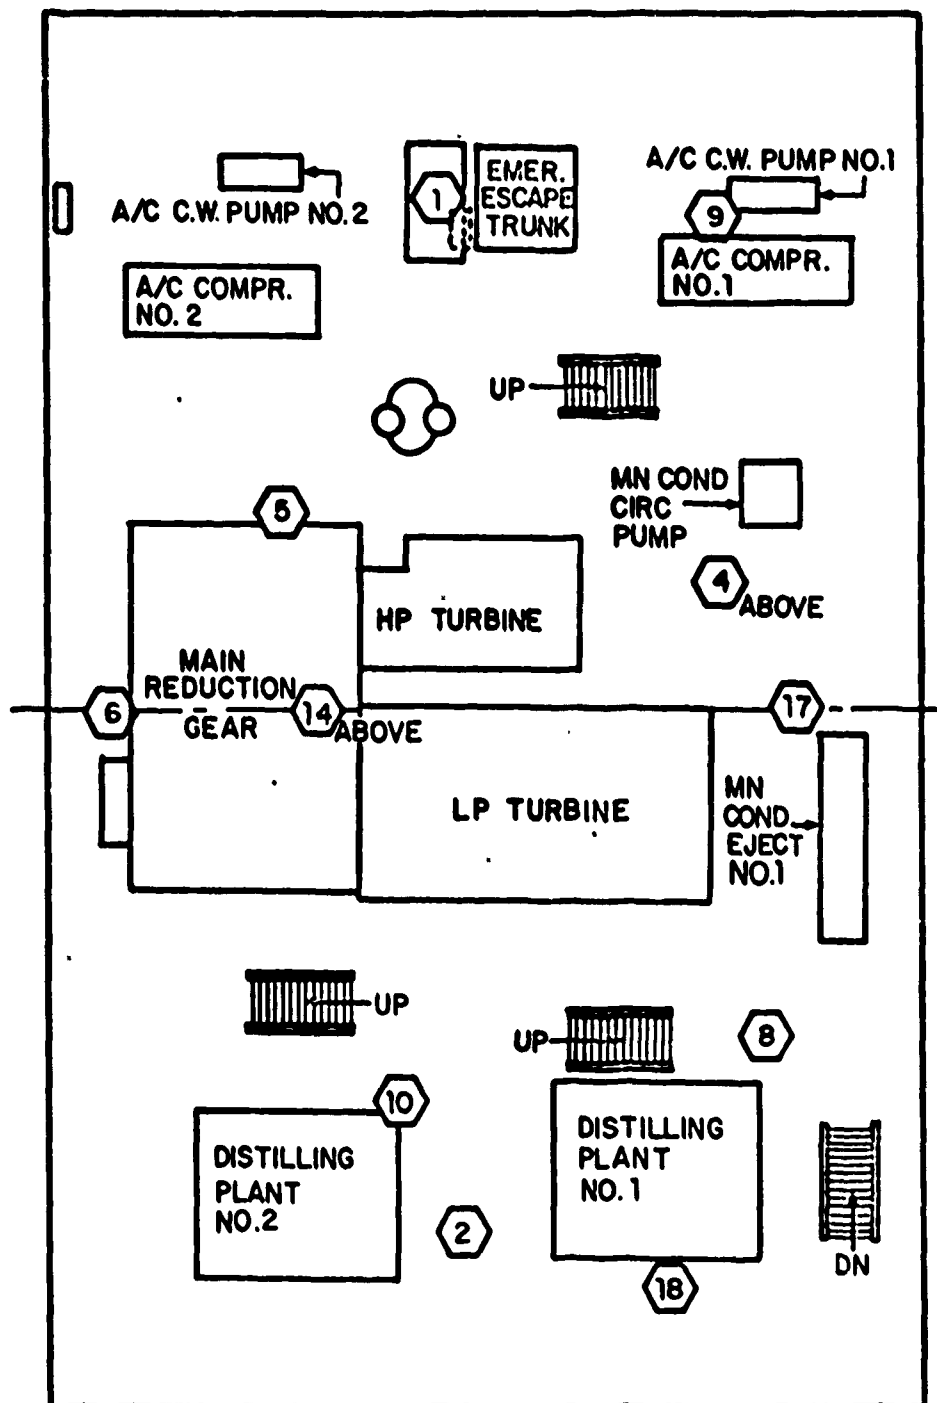 A/C C.W. PUMP NO.2
1
EMER.
ESCAPE
TRUNK
A/C C.W. PUMP NO.1
9
A/C COMPR.
NO. 2
A/C COMPR.
NO.1
UP
MN COND
CIRC
PUMP
5
4
ABOVE
HP TURBINE
MAIN
REDUCTION
GEAR
6
14
ABOVE
17
LP TURBINE
MN
COND
EJECT
NO.1
UP
UP
8
10
DISTILLING
PLANT
NO.2
DISTILLING
PLANT
NO.1
2
18
DN